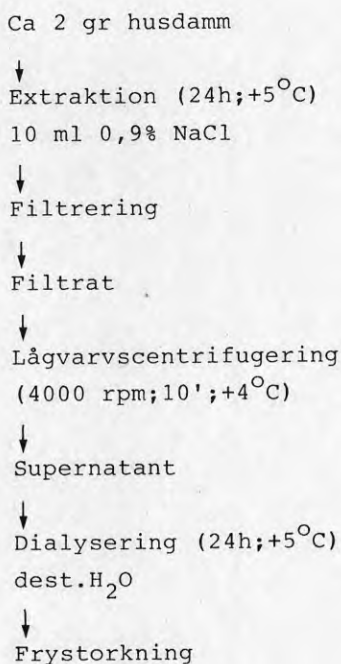 Ca 2 gr husdamm
↓
Extraktion (24h;+5°C)
10 ml 0,9% NaCl
↓
Filtrering
↓
Filtrat
↓
Lågvarvscentrifugering
(4000 rpm;10';+4°C)
↓
Supernatant
↓
Dialysering (24h;+5°C)
dest.H₂O
↓
Frystorkning